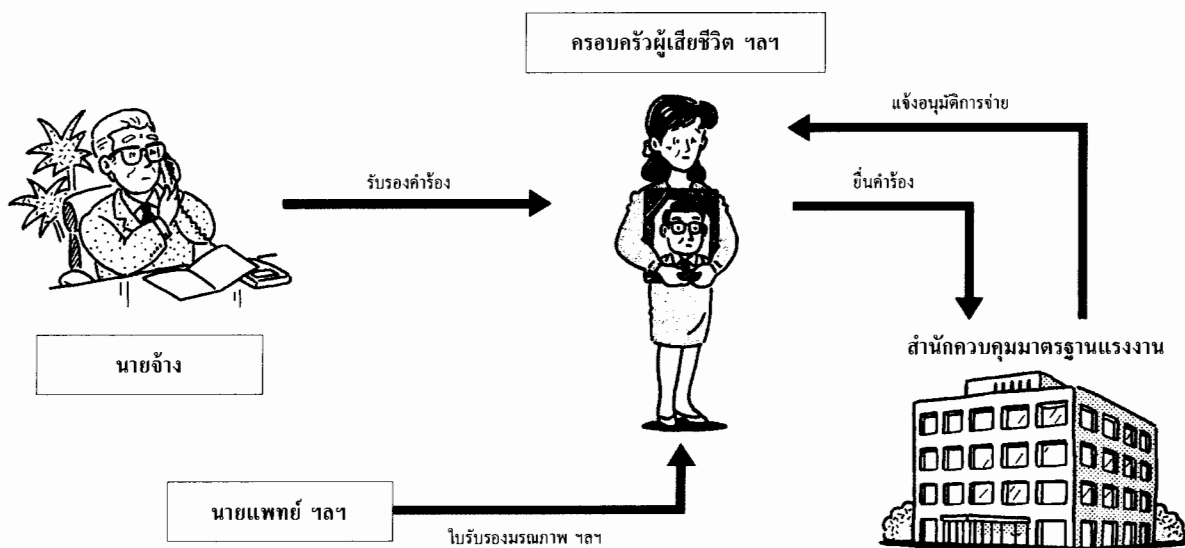 ครอบครัวผู้เสียชีวิต ฯลฯ
แจ้งอนุมัติการจ่าย
รับรองคำร้อง
ยื่นคำร้อง
นายจ้าง
สำนักควบคุมมาตรฐานแรงงาน
นายแพทย์ ฯลฯ
ใบรับรองมรณภาพ ฯลฯ